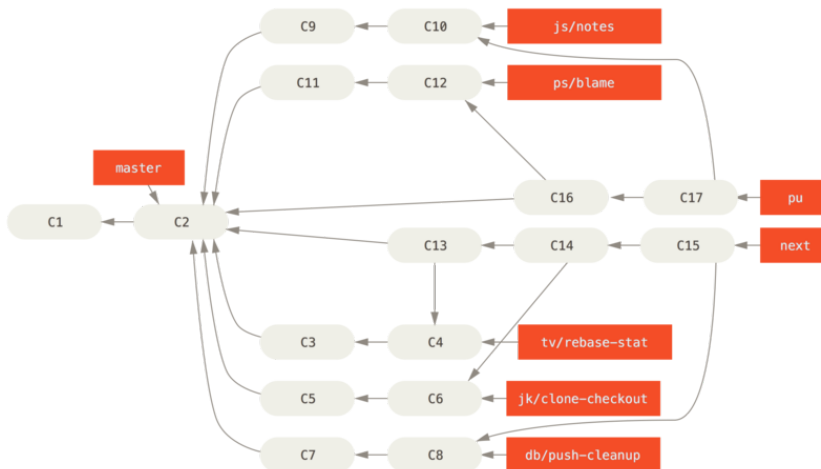 C9 C10 js/notes
C11 C12 ps/blame
master
C16 C17 pu
C1 C2
C13 C14 C15 next
C3 C4 tv/rebase-stat
C5 C6 jk/clone-checkout
C7 C8 db/push-cleanup